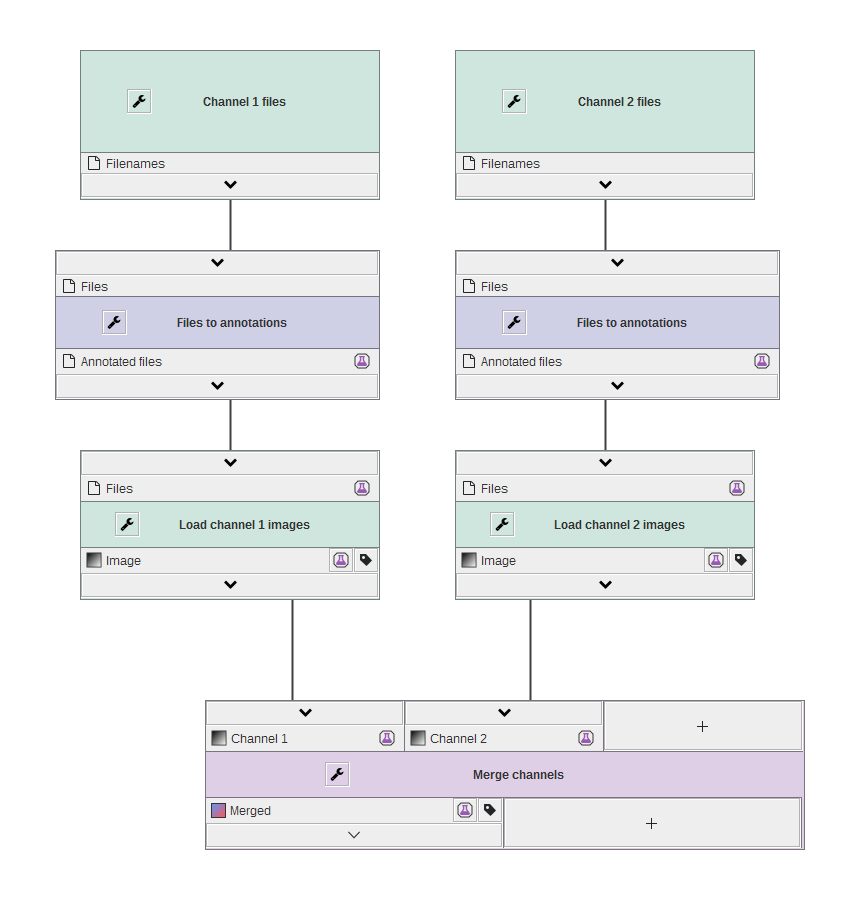 Channel 1 files
Channel 2 files
Filenames
Filenames
Files
Files
Files to annotations
Files to annotations
Annotated files
Annotated files
Files
Files
Load channel 1 images
Load channel 2 images
Image
Image
Channel 1
Channel 2
Merge channels
Merged